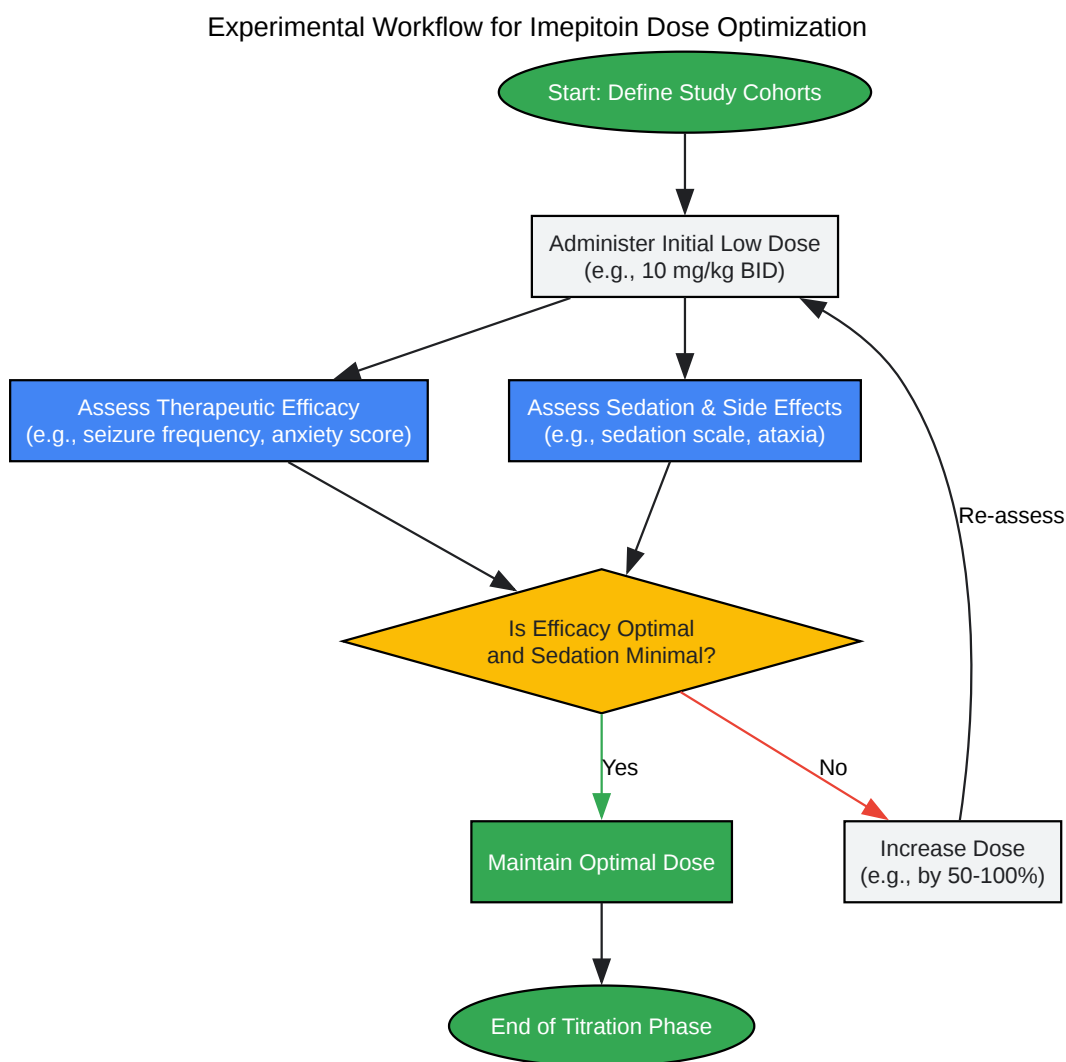 Experimental Workflow for Imepitoin Dose Optimization
Start: Define Study Cohorts
Administer Initial Low Dose
(e.g., 10 mg/kg BID)
Assess Therapeutic Efficacy
(e.g., seizure frequency, anxiety score)
Assess Sedation & Side Effects
(e.g., sedation scale, ataxia)
Re-assess
Is Efficacy Optimal
and Sedation Minimal?
Yes
No
Maintain Optimal Dose
Increase Dose
(e.g., by 50-100%)
End of Titration Phase